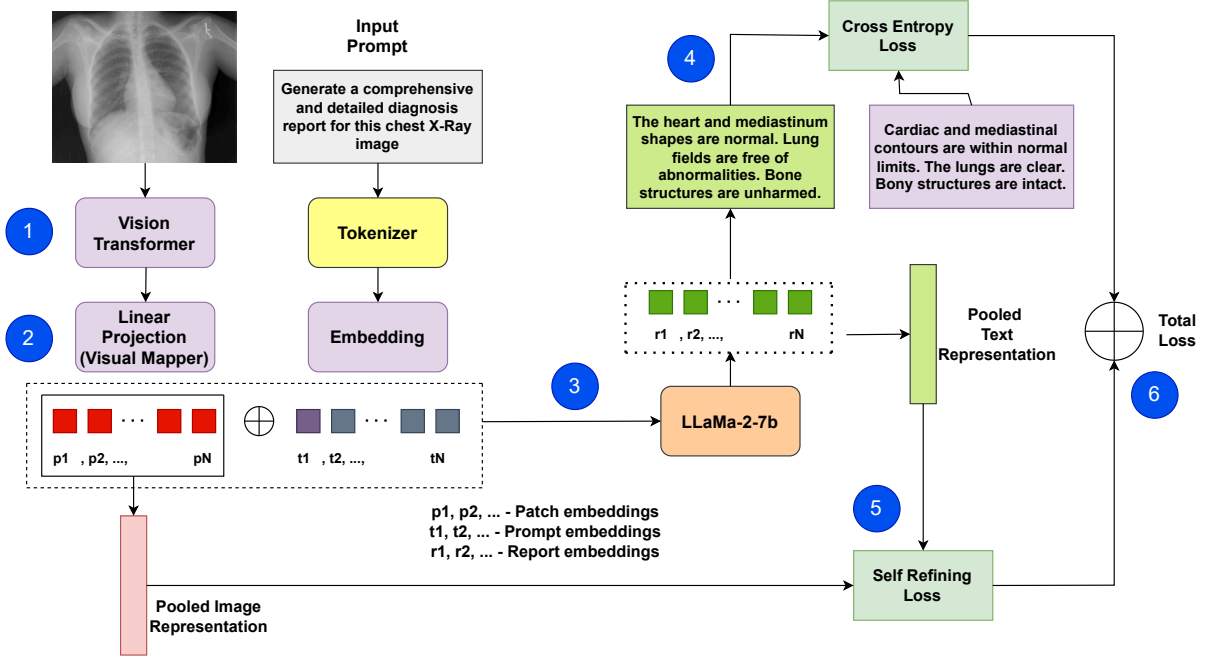 Input
Prompt
Generate a comprehensive
and detailed diagnosis
report for this chest X-Ray
image
1
Vision
Transformer
Tokenizer
2
Linear
Projection
(Visual Mapper)
Embedding
p1 , p2, ..., pN
t1 , t2, ..., tN
3
LLaMa-2-7b
r1 , r2, ..., rN
The heart and mediastinum
shapes are normal. Lung
fields are free of
abnormalities. Bone
structures are unharmed.
4
Cross Entropy
Loss
Cardiac and mediastinal
contours are within normal
limits. The lungs are clear.
Bony structures are intact.
Pooled
Text
Representation
Total
Loss
6
p1, p2, ... - Patch embeddings
t1, t2, ... - Prompt embeddings
r1, r2, ... - Report embeddings
5
Self Refining
Loss
Pooled Image
Representation